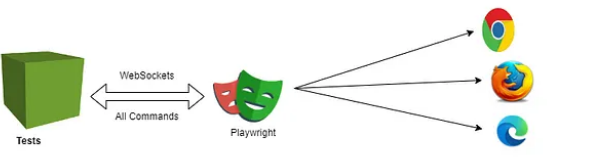 WebSockets
All Commands
Tests
Playwright